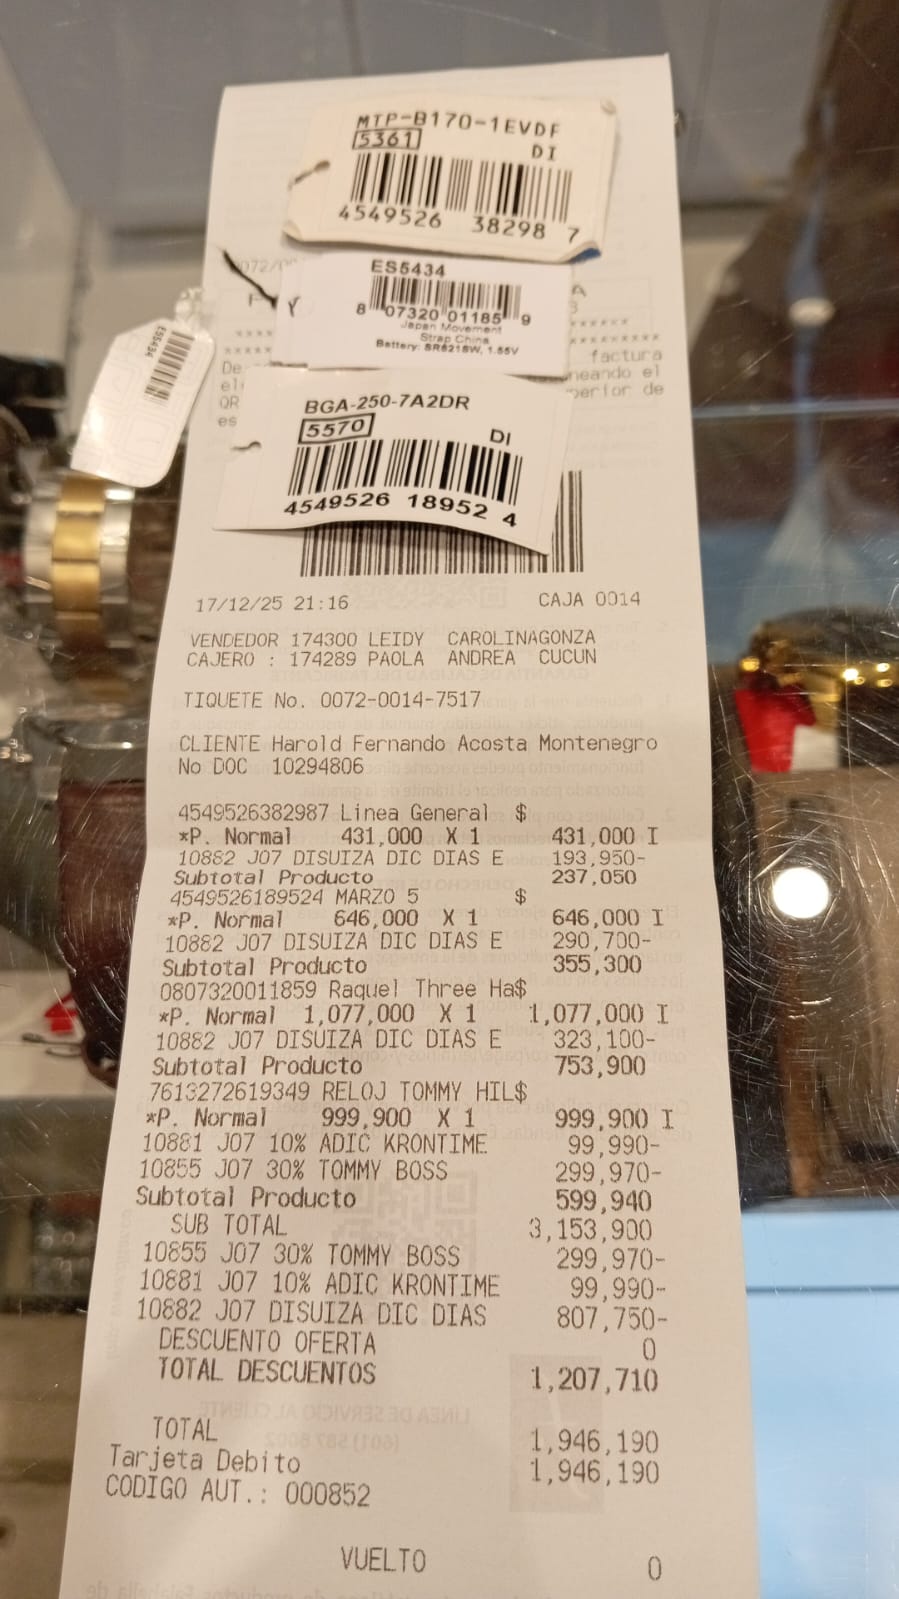 MTP-B170-1EVDF
5361 DI
4549526 38298 7
ES5434
8 07320 01185 9
Japan Movement
Strap China
Battery: SR621SW, 1.55V
ES5434
factura
neando el
perior de
De
QR
es
BGA-250-7A2DR
5570 DI
4549526 18952 4
17/12/25 21:16 CAJA 0014
VENDEDOR 174300 LEIDY CAROLINAGONZA
CAJERO : 174289 PAOLA ANDREA CUCUN
TIQUETE No. 0072-0014-7517
CLIENTE Harold Fernando Acosta Montenegro
No DOC 10294806
4549526382987 Linea General $
*P. Normal 431,000 X 1 431,000 I
10882 J07 DISUIZA DIC DIAS E 193,950-
Subtotal Producto 237,050
4549526189524 MARZO 5 $
*P. Normal 646,000 X 1 646,000 I
10882 J07 DISUIZA DIC DIAS E 290,700-
Subtotal Producto 355,300
0807320011859 Raquel Three Ha$
*P. Normal 1,077,000 X 1 1,077,000 I
10882 J07 DISUIZA DIC DIAS E 323,100-
Subtotal Producto 753,900
7613272619349 RELOJ TOMMY HIL$
*P. Normal 999,900 X 1 999,900 I
10881 J07 10% ADIC KRONTIME 99,990-
10855 J07 30% TOMMY BOSS 299,970-
Subtotal Producto 599,940
SUB TOTAL 3,153,900
10855 J07 30% TOMMY BOSS 299,970-
10881 J07 10% ADIC KRONTIME 99,990-
10882 J07 DISUIZA DIC DIAS 807,750-
DESCUENTO OFERTA 0
TOTAL DESCUENTOS 1,207,710
TOTAL 1,946,190
Tarjeta Debito 1,946,190
CODIGO AUT.: 000852
VUELTO 0